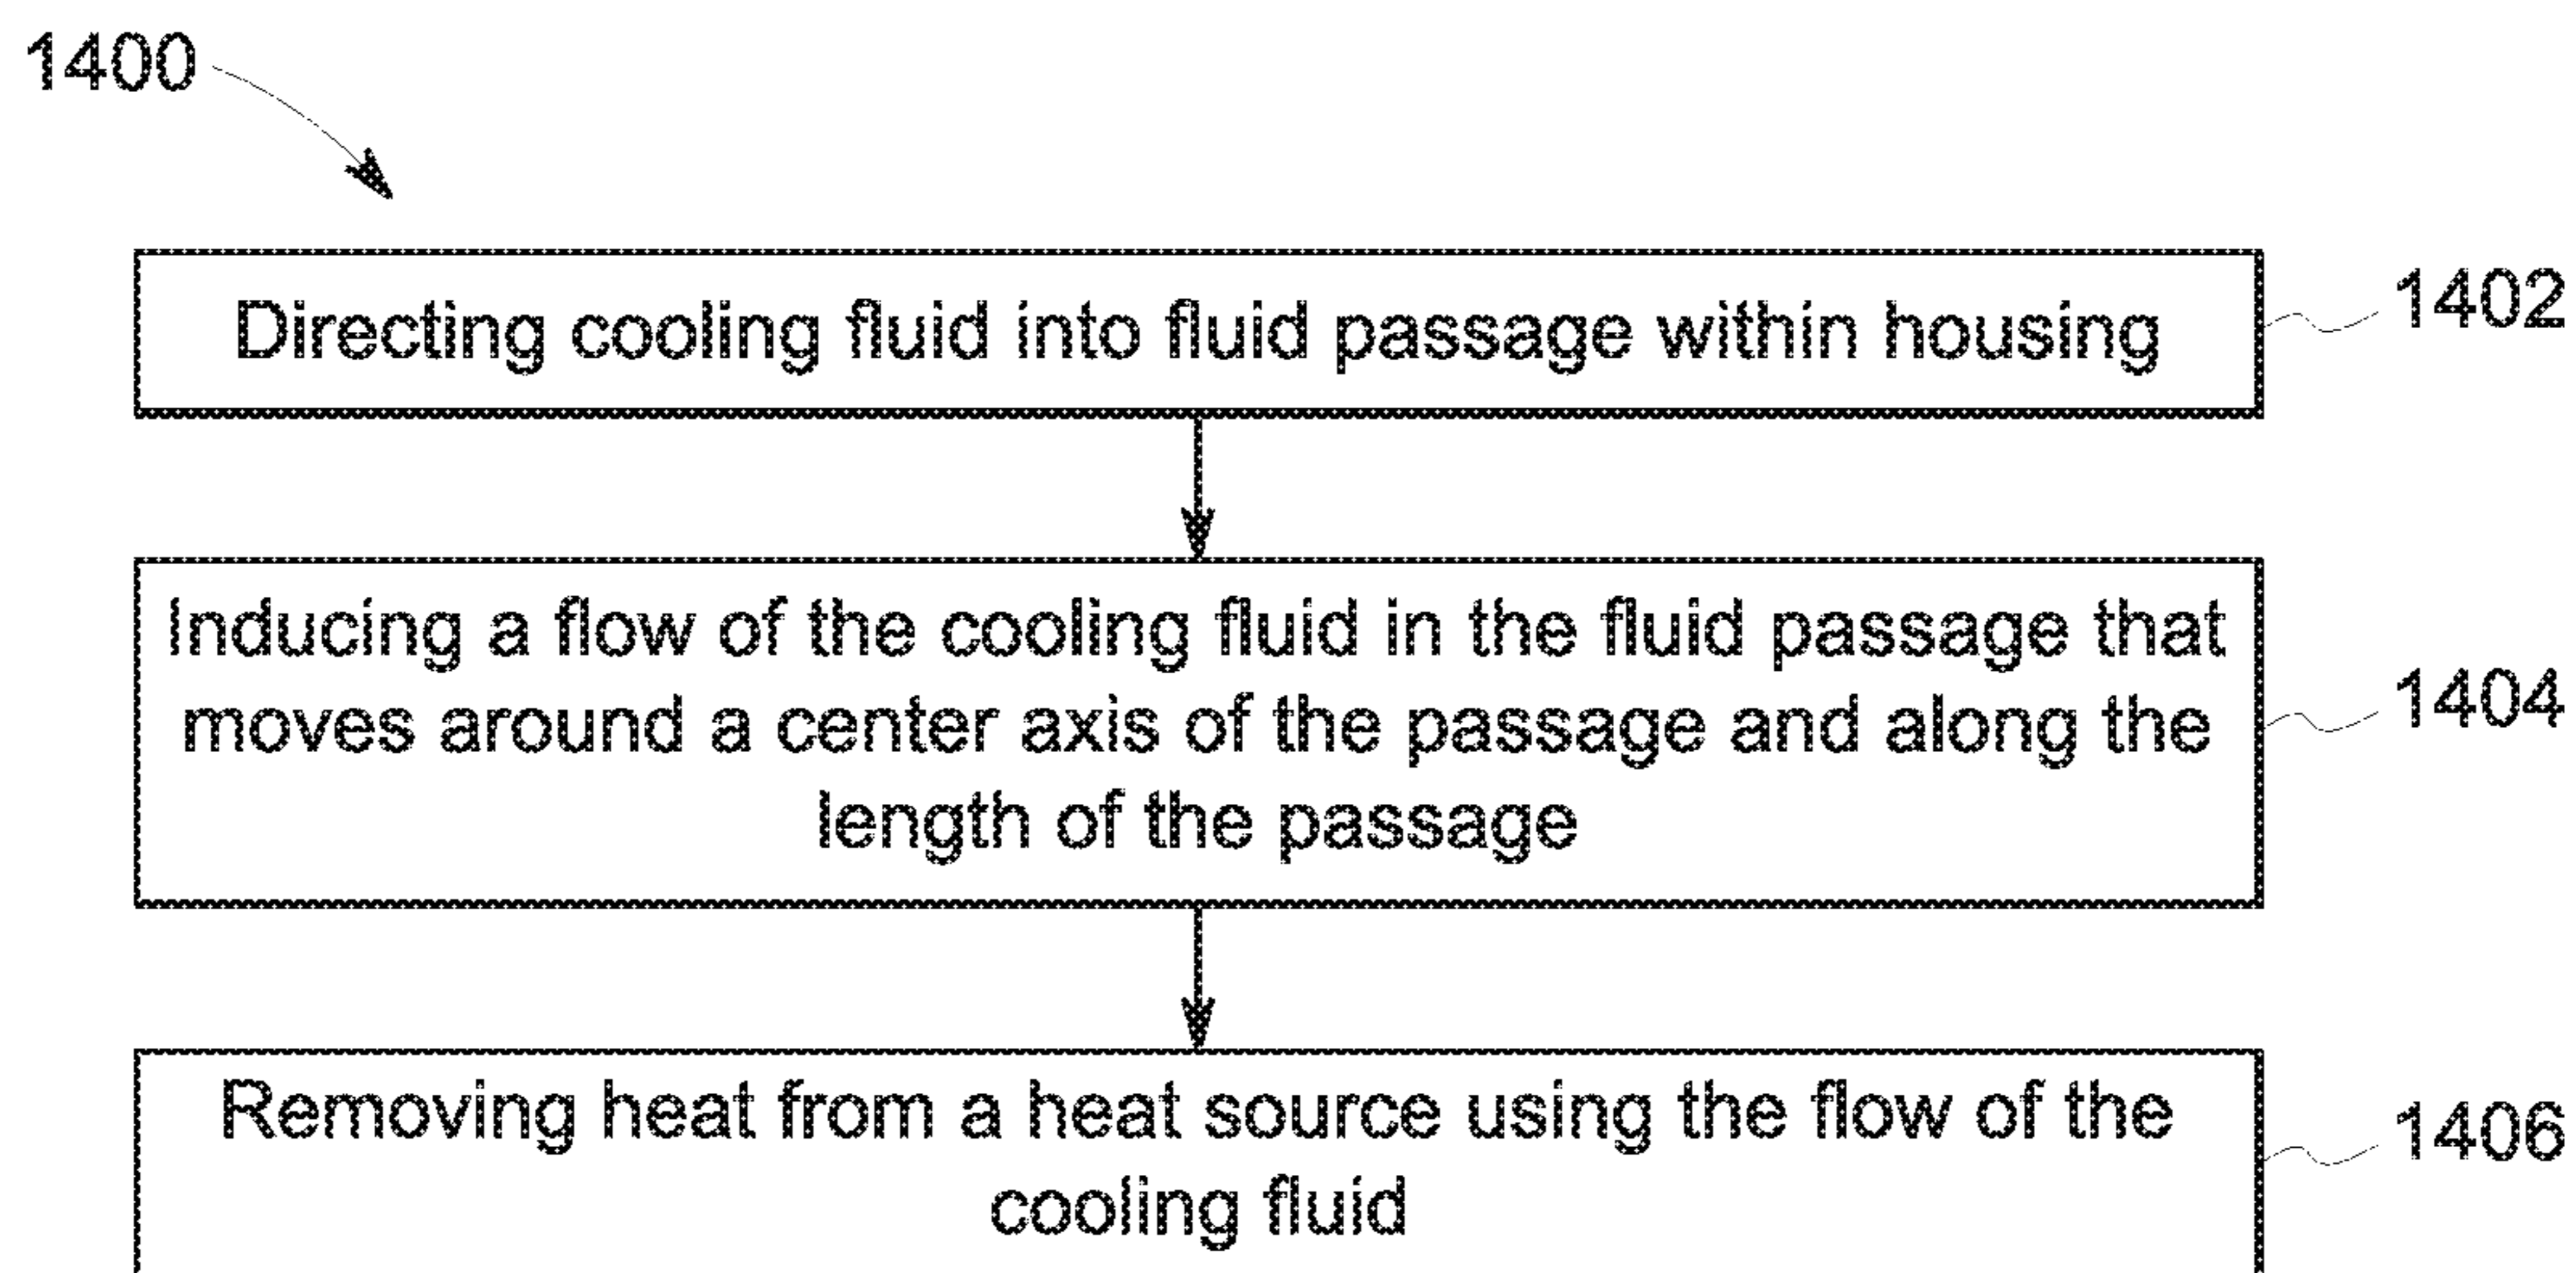 1400
Directing cooling fluid into fluid passage within housing
1402
Inducing a flow of the cooling fluid in the fluid passage that
moves around a center axis of the passage and along the
length of the passage
1404
Removing heat from a heat source using the flow of the
cooling fluid
1406